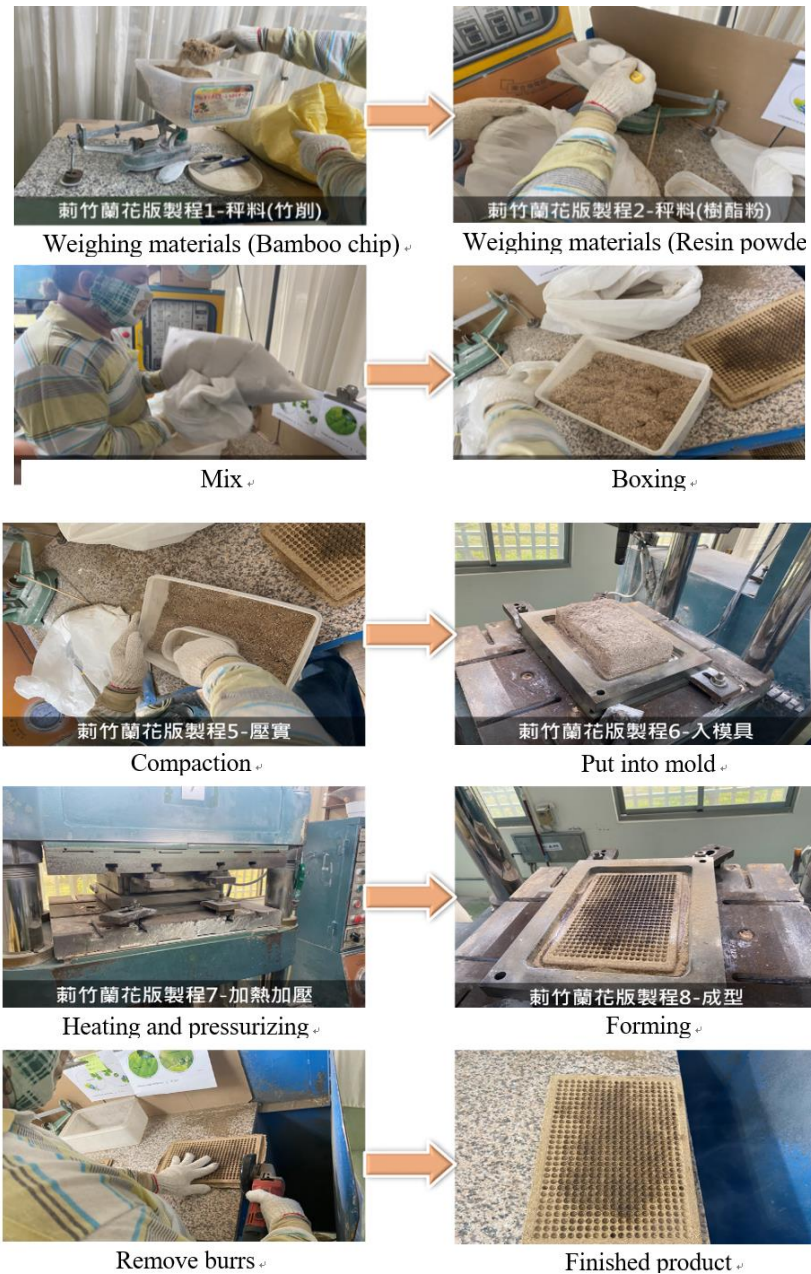 莿竹蘭花版製程1-秤料(竹削)
莿竹蘭花版製程2-秤料(樹酯粉)
Weighing materials (Bamboo chip)
Weighing materials (Resin powde
Mix
Boxing
莿竹蘭花版製程5-壓實
莿竹蘭花版製程6-入模具
Compaction
Put into mold
莿竹蘭花版製程7-加熱加壓
莿竹蘭花版製程8-成型
Heating and pressurizing
Forming
Remove burrs
Finished product